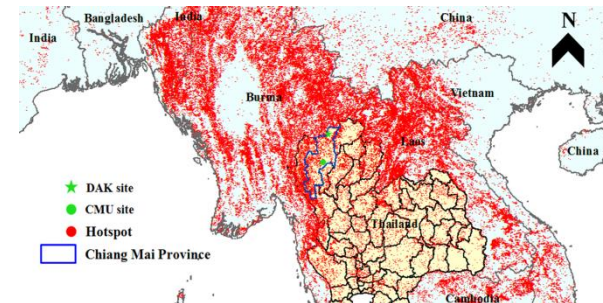 India
Bangladesh
India
China
N
Burma
Vietnam
Laos
China
DAK site
CMU site
Hotspot
Chiang Mai Province
Thailand
Cambodia